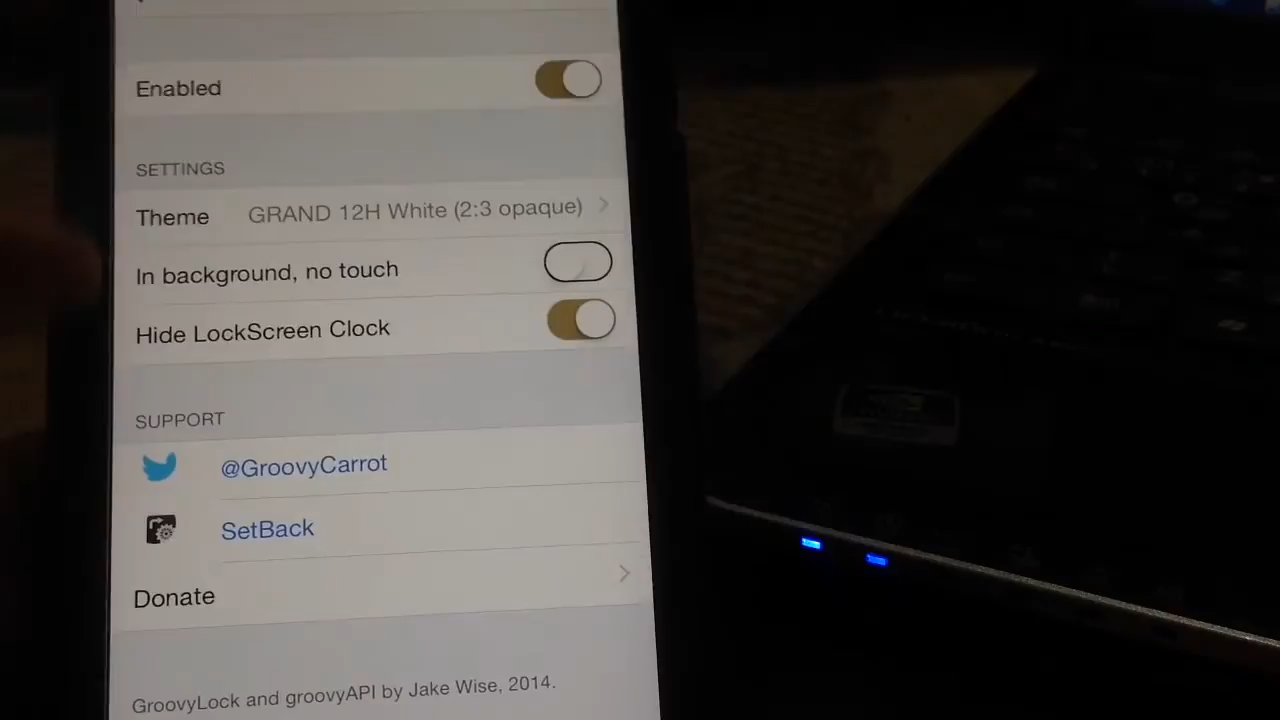 Enabled
SETTINGS
Theme GRAND 12H White (2:3 opaque)
In background, no touch
Hide LockScreen Clock
SUPPORT
@GroovyCarrot
SetBack
Donate
GroovyLock and groovyAPI by Jake Wise, 2014.